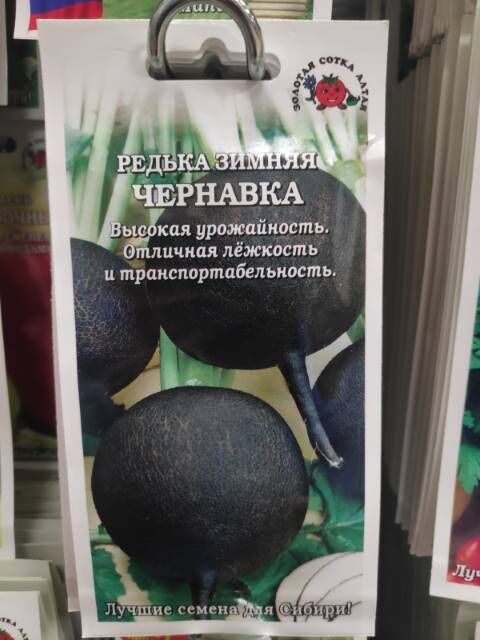 ЗОЛОТАЯ СОТКА АЛТАЯ
РЕДЬКА ЗИМНЯЯ
ЧЕРНАВКА
Высокая урожайность.
Отличная лёжкость
и транспортабельность.
Лучшие семена для Сибири!